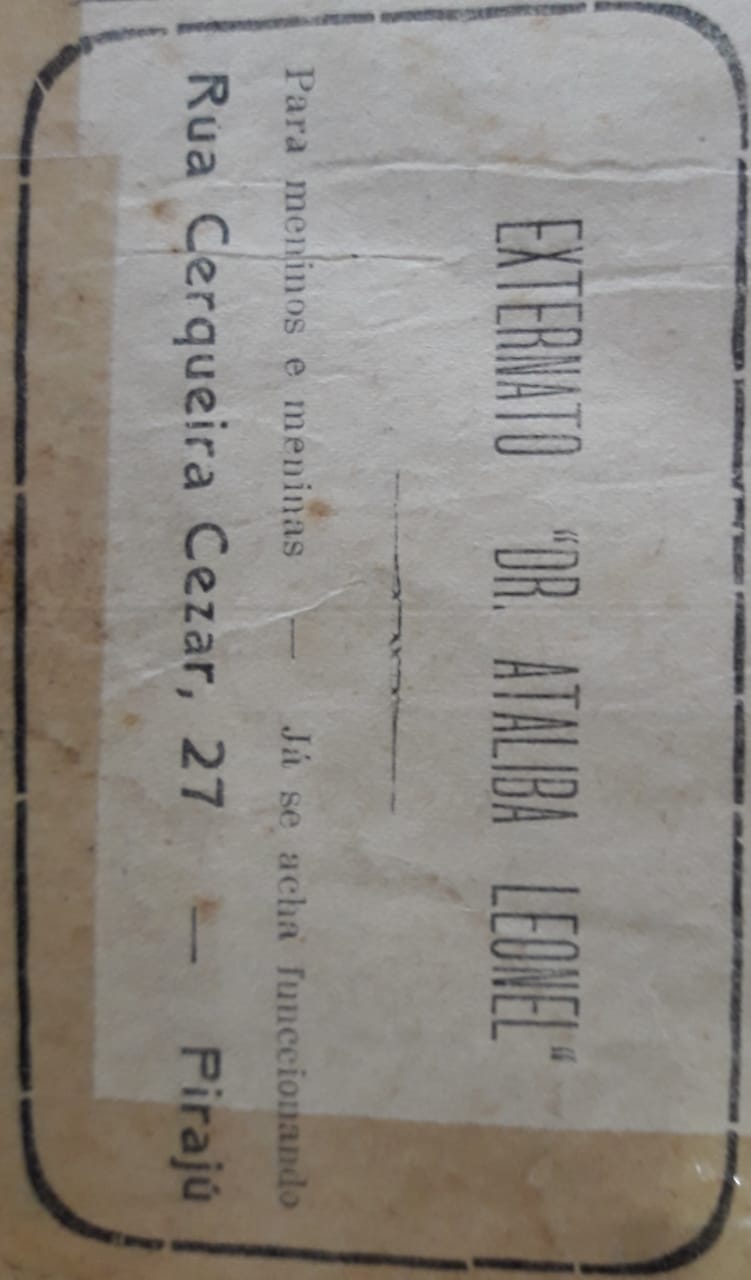 EXTERNATO "DR. ATALIBA LEONEL"
Para meninos e meninas — Já se acha funccionando
Rua Cerqueira Cezar, 27 — Pirajú